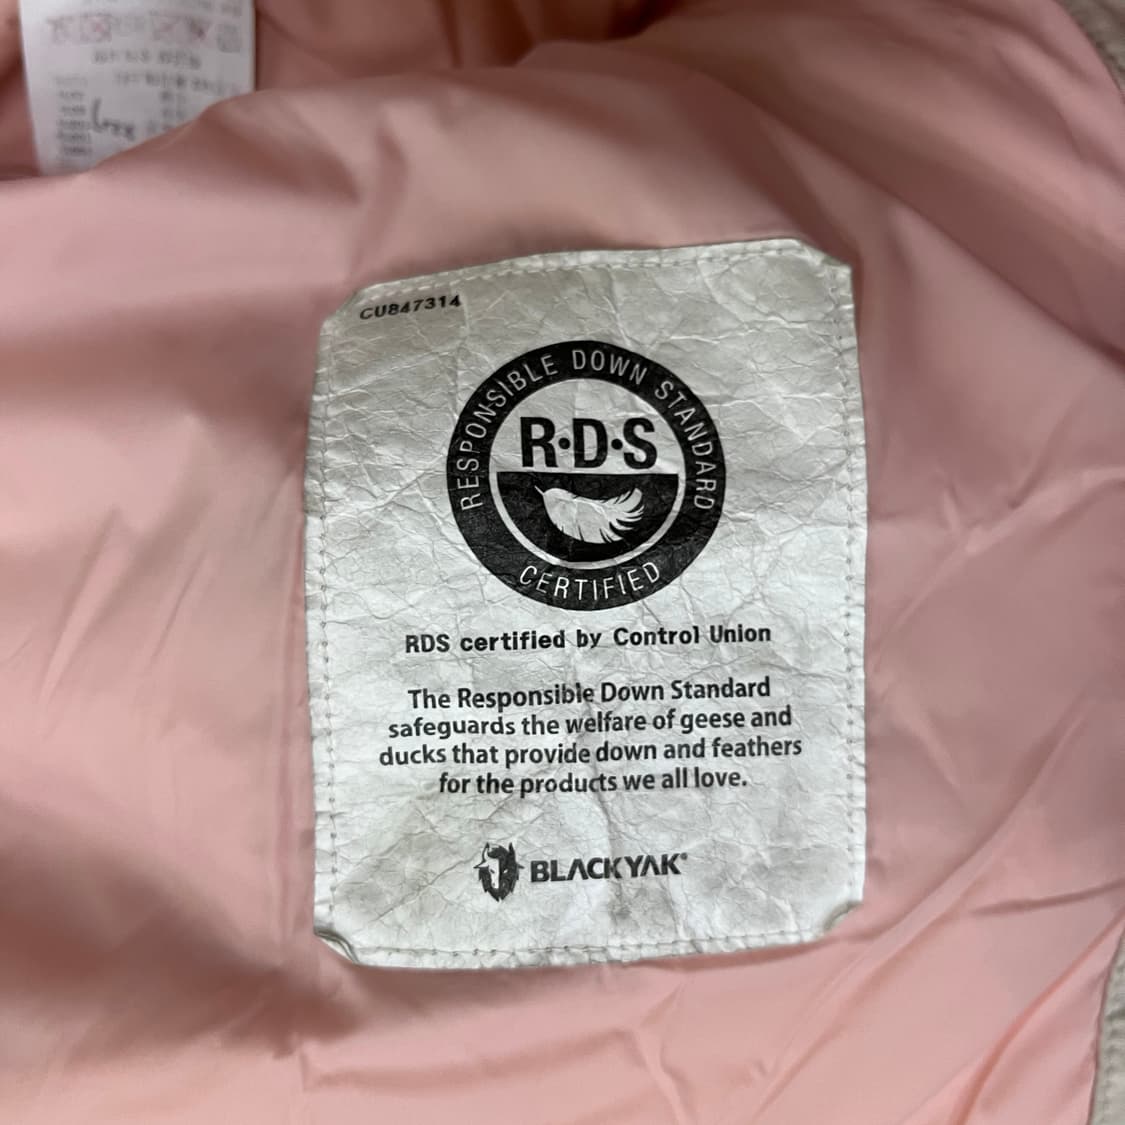 CU847314
RESPONSIBLE DOWN STANDARD
R·D·S
CERTIFIED
RDS certified by Control Union
The Responsible Down Standard
safeguards the welfare of geese and
ducks that provide down and feathers
for the products we all love.
BLACKYAK®